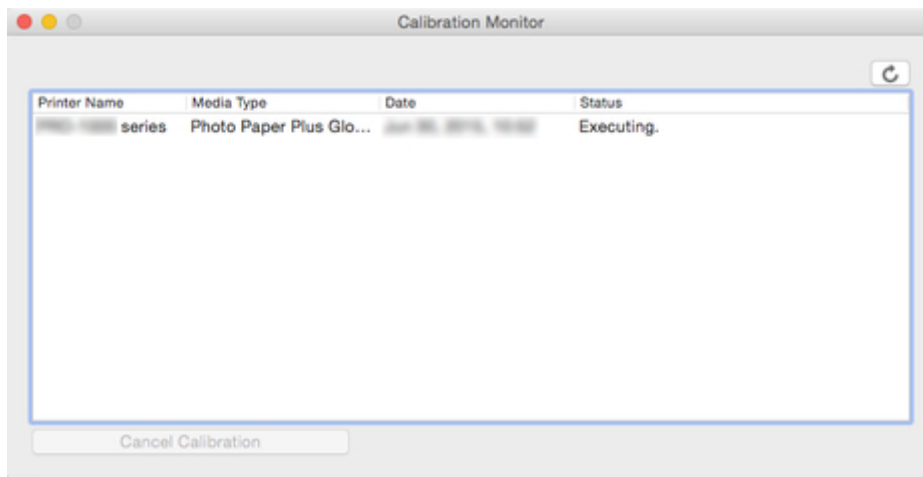 Calibration Monitor
Printer Name Media Type Date Status
series Photo Paper Plus Glo... Executing.
Cancel Calibration